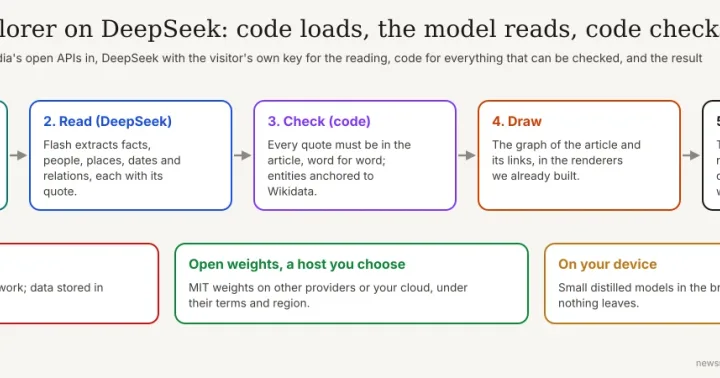 lorer on DeepSeek: code loads, the model reads, code check
dia's open APIs in, DeepSeek with the visitor's own key for the reading, code for everything that can be checked, and the result
2. Read (DeepSeek)
Flash extracts facts,
people, places, dates and
relations, each with its
quote.
3. Check (code)
Every quote must be in the
article, word for word;
entities anchored to
Wikidata.
4. Draw
The graph of the article and
its links, in the renderers
we already built.
5
work; data stored in
Open weights, a host you choose
MIT weights on other providers or your cloud, under
their terms and region.
On your device
Small distilled models in the br
nothing leaves.
news